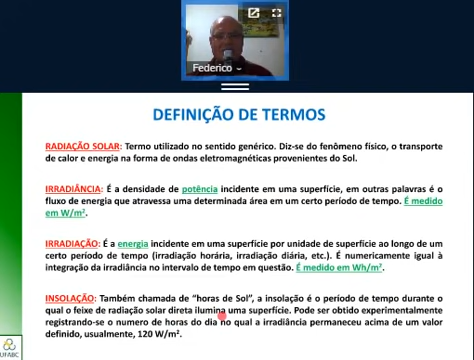 Federico
DEFINIÇÃO DE TERMOS
RADIAÇÃO SOLAR: Termo utilizado no sentido genérico. Diz-se do fenômeno físico, o transporte
de calor e energia na forma de ondas eletromagnéticas provenientes do Sol.
IRRADIÂNCIA: É a densidade de potência incidente em uma superfície, em outras palavras é o
fluxo de energia que atravessa uma determinada área em um certo período de tempo. É medido
em W/m².
IRRADIAÇÃO: É a energia incidente em uma superfície por unidade de superfície ao longo de um
certo período de tempo (irradiação horária, irradiação diária, etc.). É numericamente igual à
integração da irradiância no intervalo de tempo em questão. É medido em Wh/m².
INSOLAÇÃO: Também chamada de “horas de Sol”, a insolação é o período de tempo durante o
qual o feixe de radiação solar direta ilumina uma superfície. Pode ser obtido experimentalmente
registrando-se o numero de horas do dia no qual a irradiância permaneceu acima de um valor
definido, usualmente, 120 W/m².
UFABC